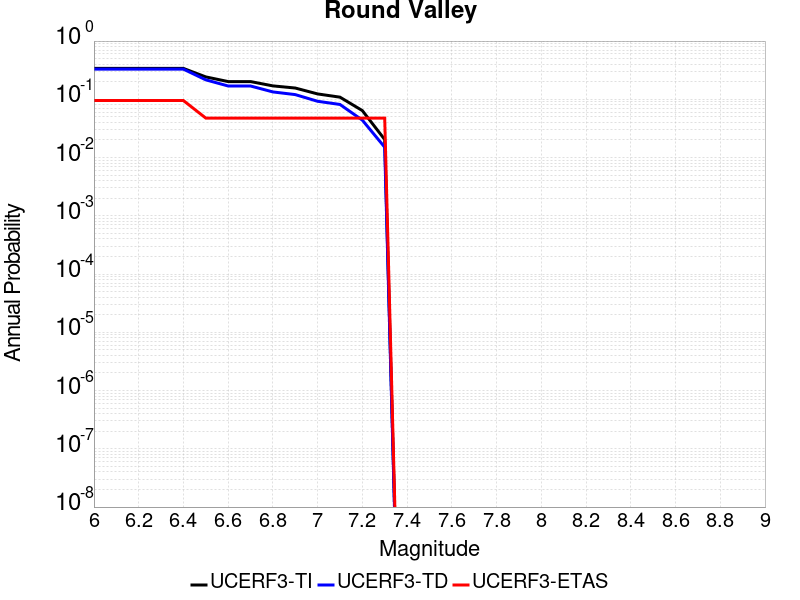 Round Valley
10^0
10^-1
10^-2
10^-3
10^-4
10^-5
10^-6
10^-7
10^-8
Annual Probability
6 6.2 6.4 6.6 6.8 7 7.2 7.4 7.6 7.8 8 8.2 8.4 8.6 8.8 9
Magnitude
UCERF3-TI UCERF3-TD UCERF3-ETAS